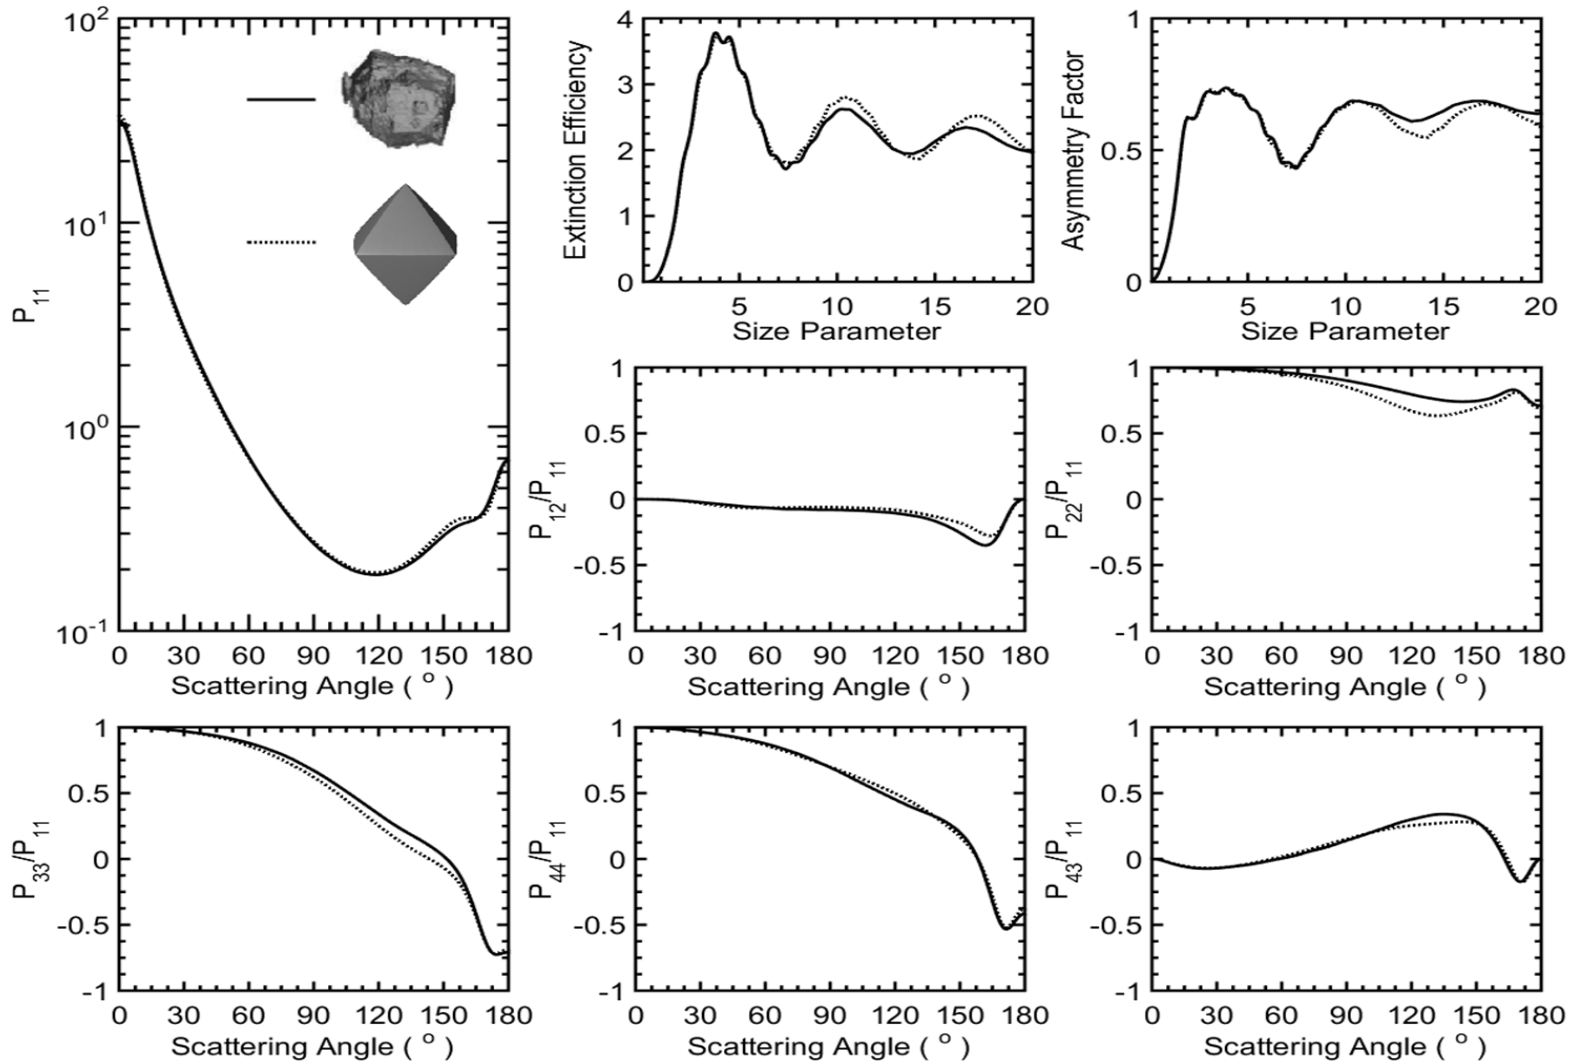 10²
10¹
10⁰
10⁻¹
P₁₁
0 30 60 90 120 150 180
Scattering Angle ( ° )
4
3
2
1
0
Extinction Efficiency
5 10 15 20
Size Parameter
1
0.5
0
Asymmetry Factor
5 10 15 20
Size Parameter
1
0.5
0
-0.5
-1
P₁₂/P₁₁
0 30 60 90 120 150 180
Scattering Angle ( ° )
1
0.5
0
-0.5
-1
P₂₂/P₁₁
0 30 60 90 120 150 180
Scattering Angle ( ° )
1
0.5
0
-0.5
-1
P₃₃/P₁₁
0 30 60 90 120 150 180
Scattering Angle ( ° )
1
0.5
0
-0.5
-1
P₄₄/P₁₁
0 30 60 90 120 150 180
Scattering Angle ( ° )
1
0.5
0
-0.5
-1
P₄₃/P₁₁
0 30 60 90 120 150 180
Scattering Angle ( ° )